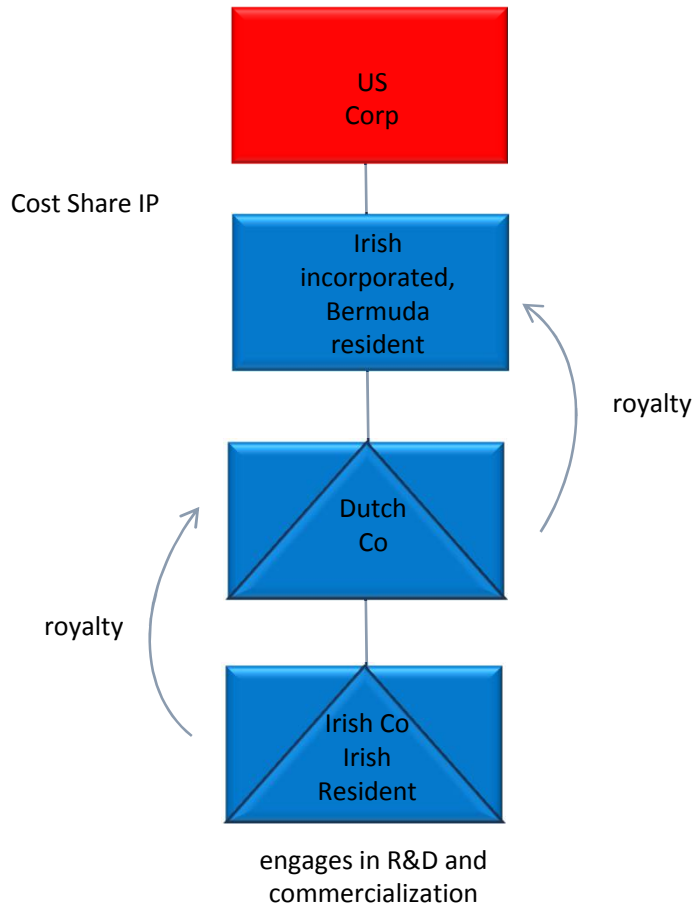 US
Corp
Cost Share IP
Irish
incorporated,
Bermuda
resident
royalty
Dutch
Co
royalty
Irish Co
Irish
Resident
engages in R&D and
commercialization